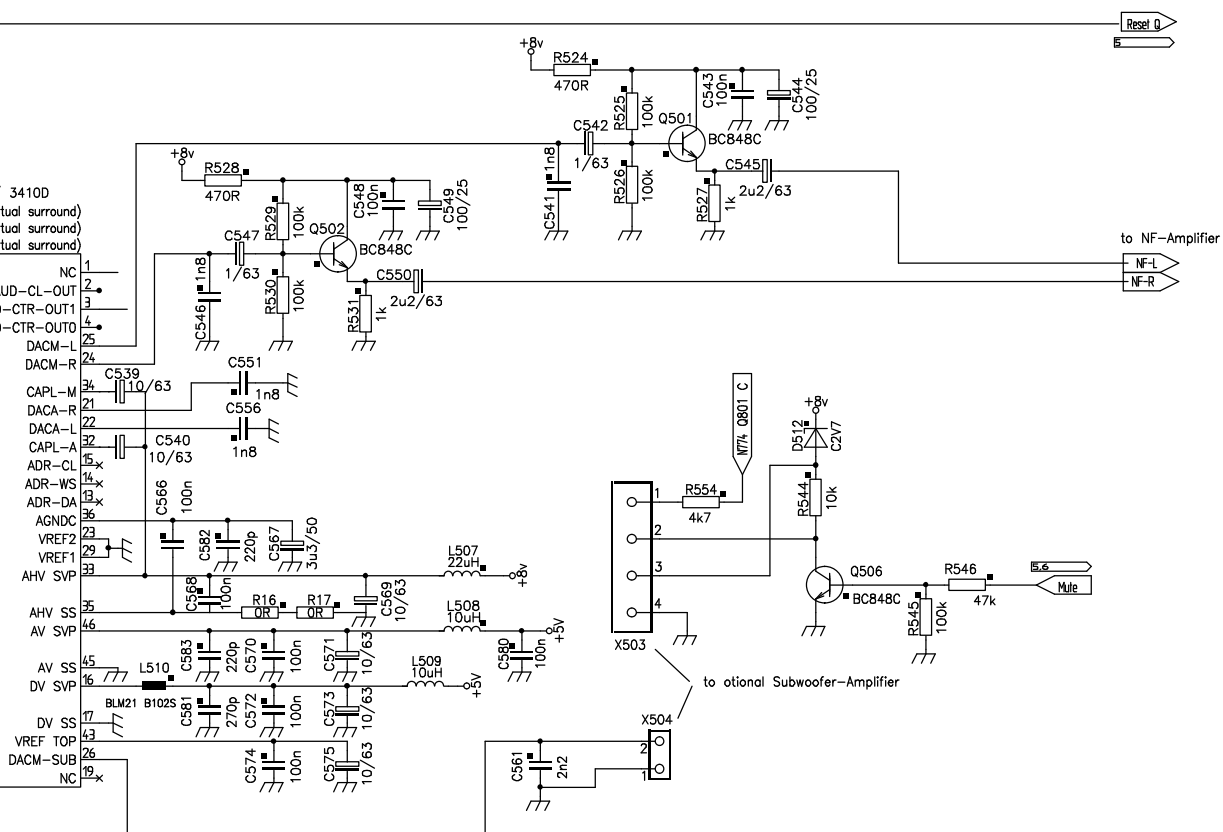 Reset Q
5
+8v
R524
470R
R525
100k
C543
100n
C544
100/25
C542
1/63
Q501
BC848C
1n8
C541
R526
100k
R527
1k
C545
2u2/63
+8v
R528
470R
R529
100k
C548
100n
C549
100/25
C547
1/63
Q502
BC848C
1n8
C546
R530
100k
R531
1k
C550
2u2/63
to NF-Amplifier
NF-L
NF-R
3410D
tual surround)
tual surround)
tual surround)
NC 1
AUD-CL-OUT 2
D-CTR-OUT1 3
D-CTR-OUT0 4
DACM-L 25
DACM-R 24
CAPL-M 34
DACA-R 21
DACA-L 22
CAPL-A 32
ADR-CL 15
ADR-WS 14
ADR-DA 13
AGNDC 36
VREF2 23
VREF1 29
AHV SVP 33
AHV SS 35
AV SVP 46
AV SS 45
DV SVP 16
DV SS 17
VREF TOP 43
DACM-SUB 26
NC 19
C539
10/63
C551
1n8
C556
1n8
C540
10/63
C566
100n
C582
220p
C567
3u3/50
L507
22uH
+8v
C568
100n
R16
0R
R17
0R
C569
10/63
L508
10uH
+5V
C583
220p
C570
100n
C571
10/63
C580
100n
L510
BLM21 B102S
L509
10uH
+5V
C581
270p
C572
100n
C573
10/63
C574
100n
C575
10/63
N774 Q801 C
+8v
D512
C2V7
1
2
3
4
R554
4k7
R544
10k
X503
Q506
BC848C
R546
47k
R545
100k
5,6
Mute
to otional Subwoofer-Amplifier
X504
2
1
C561
2n2